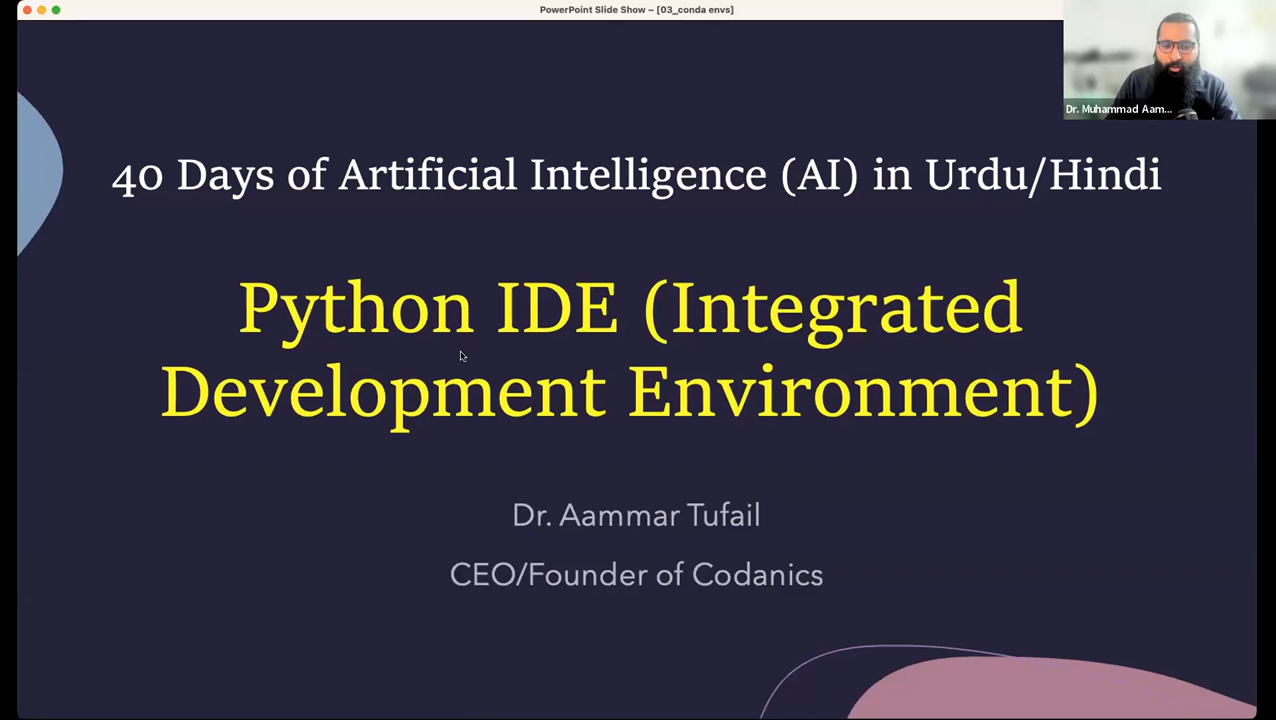 PowerPoint Slide Show – [03_conda envs]
Dr. Muhammad Aam...
40 Days of Artificial Intelligence (AI) in Urdu/Hindi
Python IDE (Integrated
Development Environment)
Dr. Aammar Tufail
CEO/Founder of Codanics